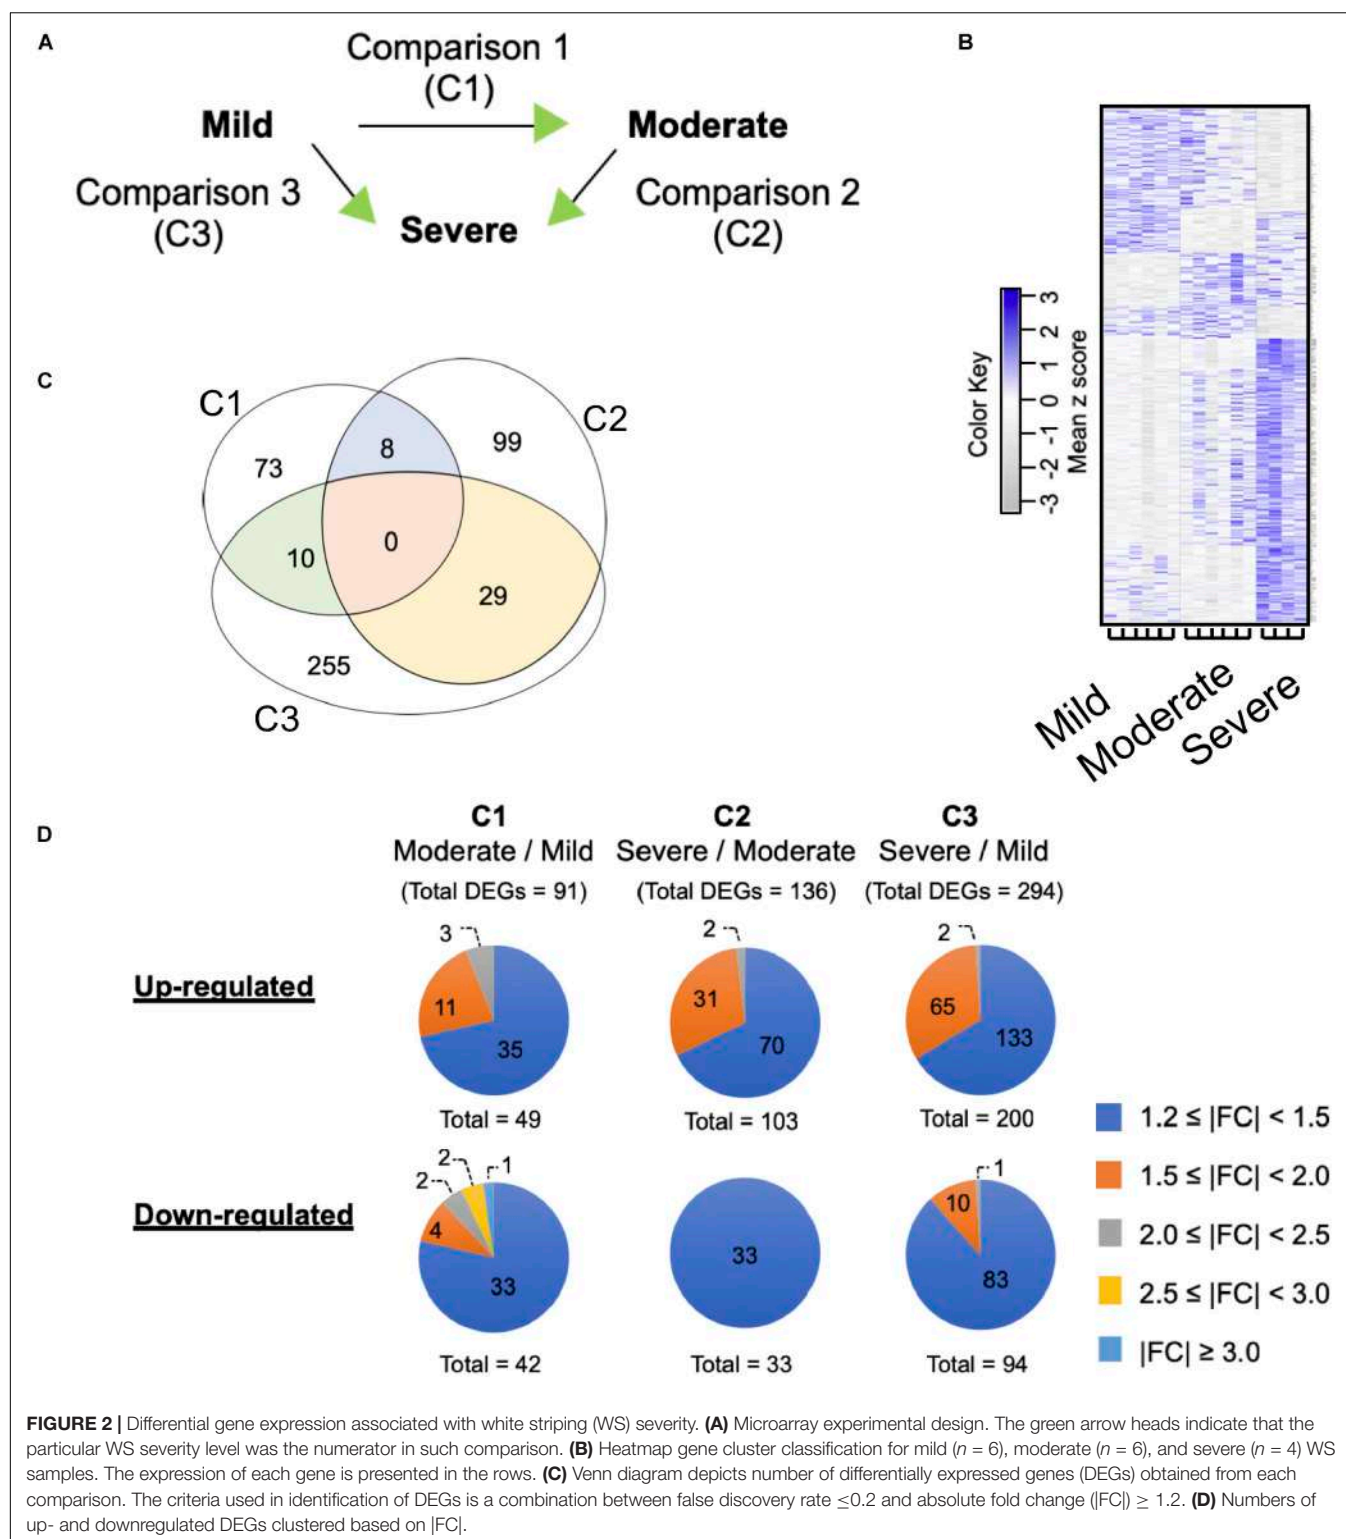 A
Comparison 1
(C1)
Mild
Moderate
Comparison 3
(C3)
Severe
Comparison 2
(C2)
B
3
2
1
0
-1
-2
-3
Color Key
Mean z score
Mild
Moderate
Severe
C
C1
C2
73
8
99
10
0
29
255
C3
D
C1
C2
C3
Moderate / Mild
Severe / Moderate
Severe / Mild
(Total DEGs = 91)
(Total DEGs = 136)
(Total DEGs = 294)
Up-regulated
3
11
35
Total = 49
2
31
70
Total = 103
2
65
133
Total = 200
Down-regulated
2
2
1
4
33
Total = 42
33
Total = 33
1
10
83
Total = 94
1.2 ≤ |FC| < 1.5
1.5 ≤ |FC| < 2.0
2.0 ≤ |FC| < 2.5
2.5 ≤ |FC| < 3.0
|FC| ≥ 3.0
FIGURE 2 | Differential gene expression associated with white striping (WS) severity. (A) Microarray experimental design. The green arrow heads indicate that the
particular WS severity level was the numerator in such comparison. (B) Heatmap gene cluster classification for mild (n = 6), moderate (n = 6), and severe (n = 4) WS
samples. The expression of each gene is presented in the rows. (C) Venn diagram depicts number of differentially expressed genes (DEGs) obtained from each
comparison. The criteria used in identification of DEGs is a combination between false discovery rate ≤0.2 and absolute fold change (|FC|) ≥ 1.2. (D) Numbers of
up- and downregulated DEGs clustered based on |FC|.